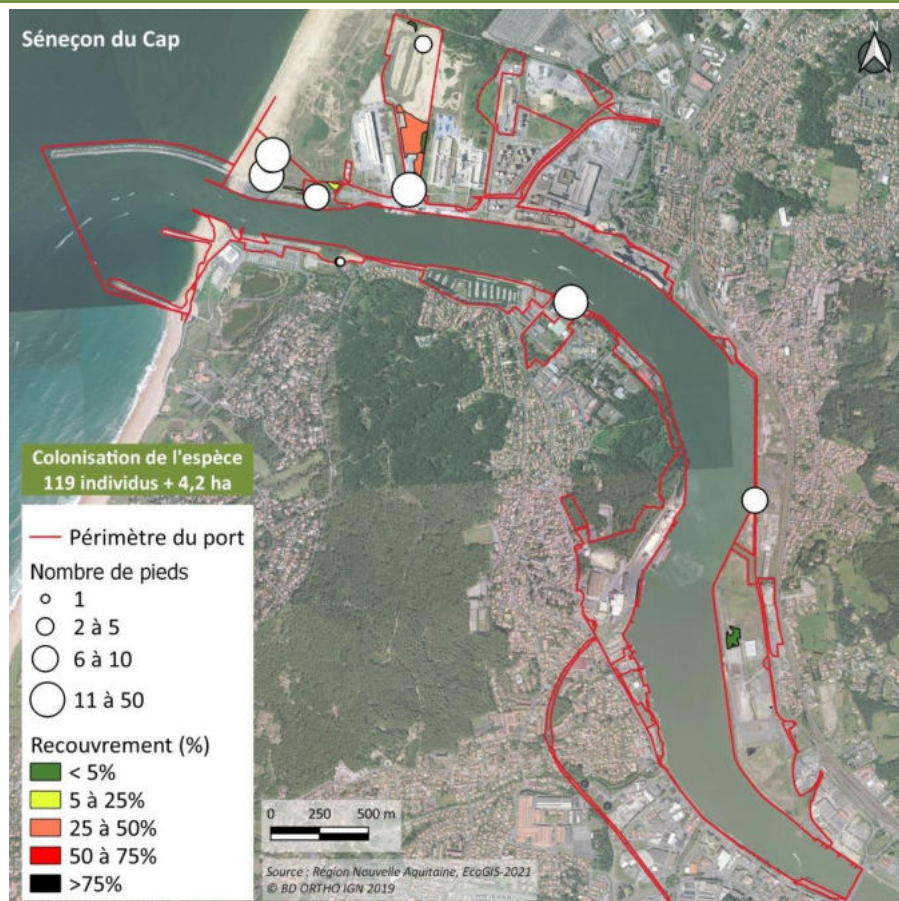 Séneçon du Cap
N
Colonisation de l'espèce
119 individus + 4,2 ha
Périmètre du port
Nombre de pieds
1
2 à 5
6 à 10
11 à 50
Recouvrement (%)
< 5%
5 à 25%
25 à 50%
50 à 75%
>75%
0 250 500 m
Source : Région Nouvelle Aquitaine, EcoGIS-2021
© BD ORTHO IGN 2019